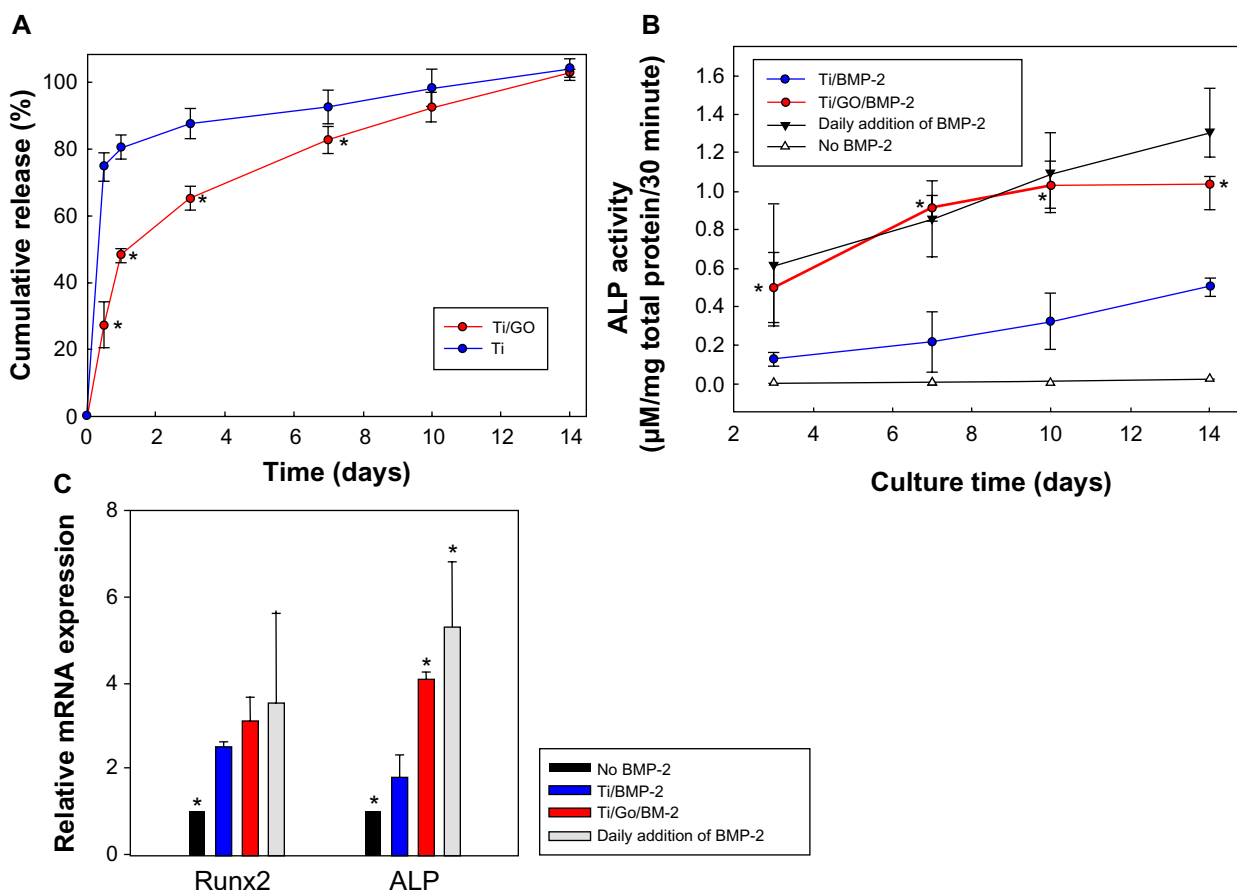 A
Cumulative release (%)
100
80
60
40
20
0
*
*
*
*
Ti/GO
Ti
0
2
4
6
8
10
12
14
Time (days)
B
ALP activity
(µM/mg total protein/30 minute)
1.6
1.4
1.2
1.0
0.8
0.6
0.4
0.2
0.0
Ti/BMP-2
Ti/GO/BMP-2
Daily addition of BMP-2
No BMP-2
*
*
*
*
2
4
6
8
10
12
14
Culture time (days)
C
Relative mRNA expression
8
6
4
2
0
*
*
*
*
Runx2
ALP
No BMP-2
Ti/BMP-2
Ti/Go/BM-2
Daily addition of BMP-2